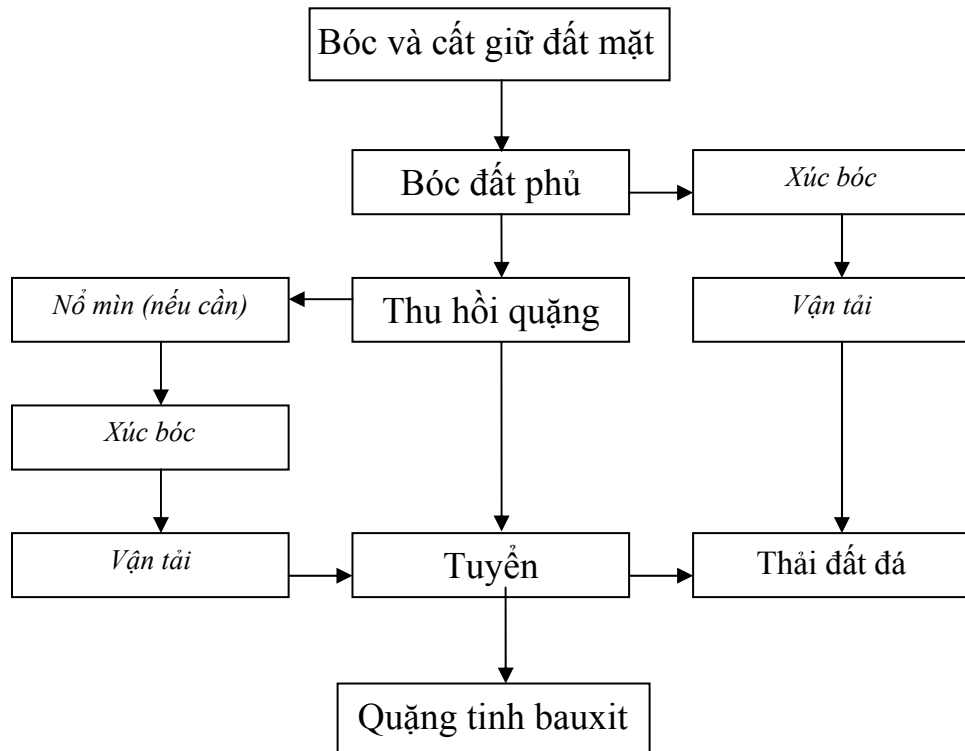 Bóc và cất giữ đất mặt
Bóc đất phủ
Xúc bóc
Nổ mìn (nếu cần)
Thu hồi quặng
Vận tải
Xúc bóc
Vận tải
Tuyển
Thải đất đá
Quặng tinh bauxit